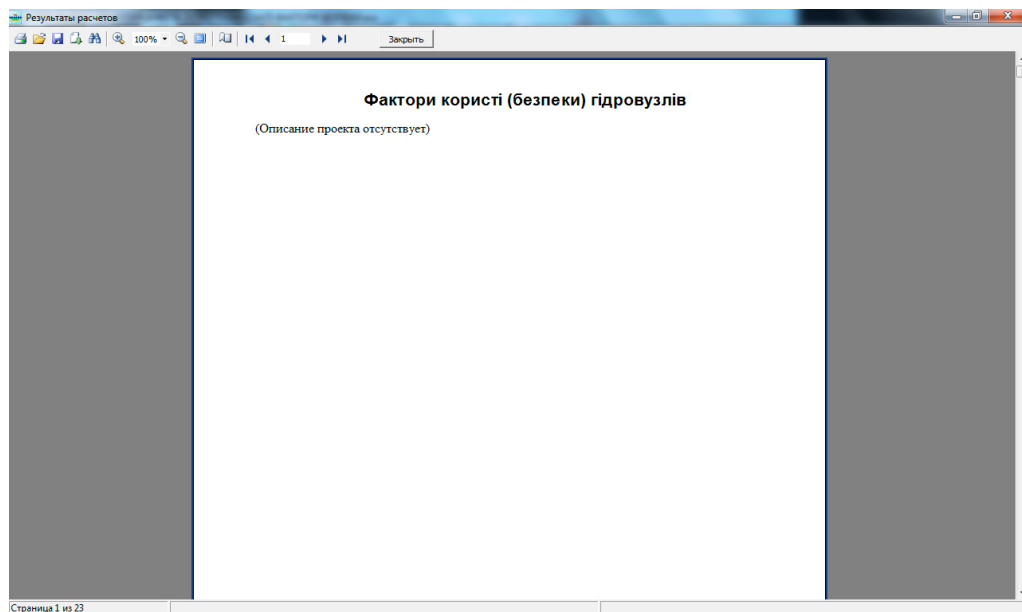 Результаты расчетов
100%
1
Закрыть
Фактори користі (безпеки) гідровузлів
(Описание проекта отсутствует)
Страница 1 из 23